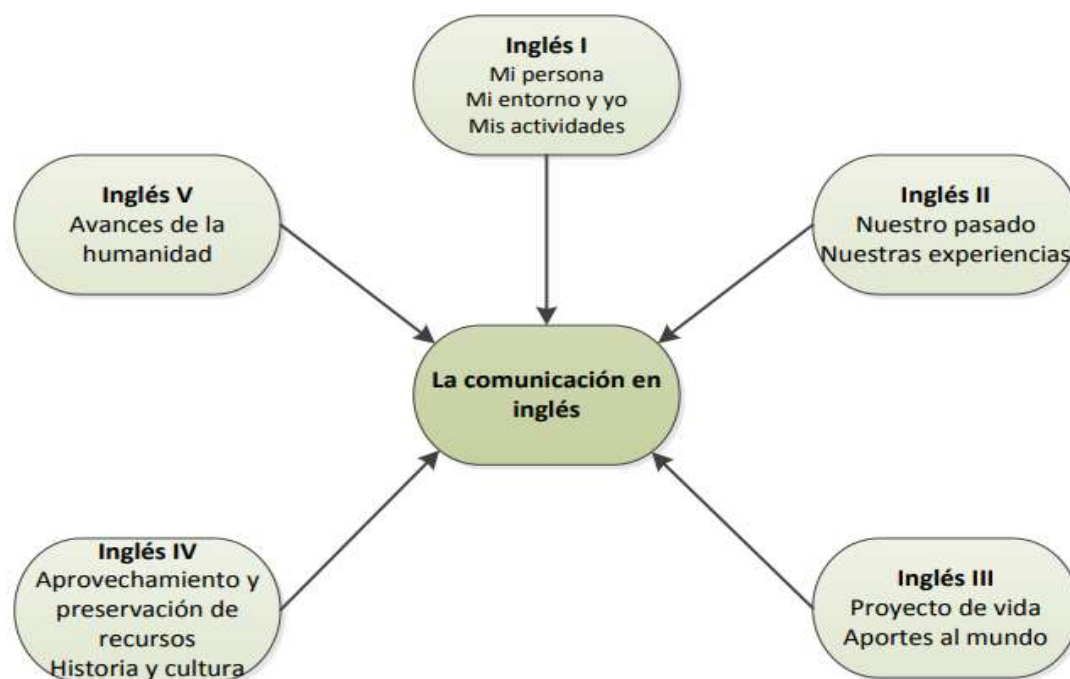 Inglés I
Mi persona
Mi entorno y yo
Mis actividades
Inglés V
Avances de la
humanidad
Inglés II
Nuestro pasado
Nuestras experiencias
La comunicación en
inglés
Inglés IV
Aprovechamiento y
preservación de
recursos
Historia y cultura
Inglés III
Proyecto de vida
Aportes al mundo